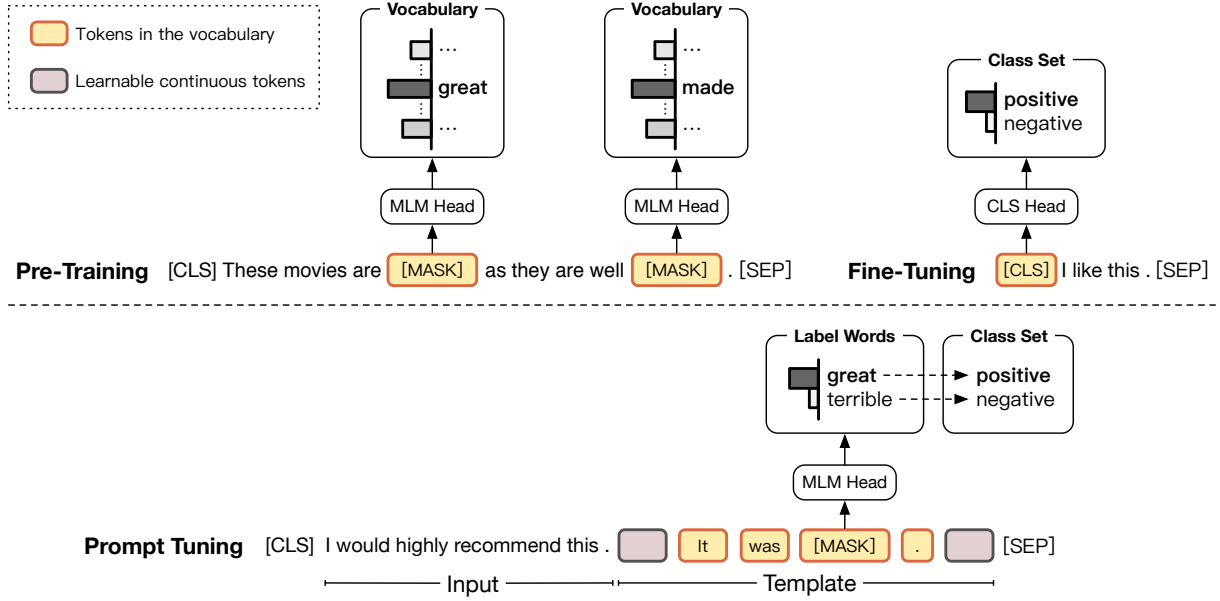 Tokens in the vocabulary
Learnable continuous tokens
Vocabulary
...
great
...
MLM Head
Vocabulary
...
made
...
MLM Head
Class Set
positive
negative
CLS Head
Pre-Training [CLS] These movies are [MASK] as they are well [MASK] . [SEP]
Fine-Tuning [CLS] I like this . [SEP]
Label Words
great
terrible
Class Set
positive
negative
MLM Head
Prompt Tuning [CLS] I would highly recommend this . It was [MASK] . [SEP]
Input
Template